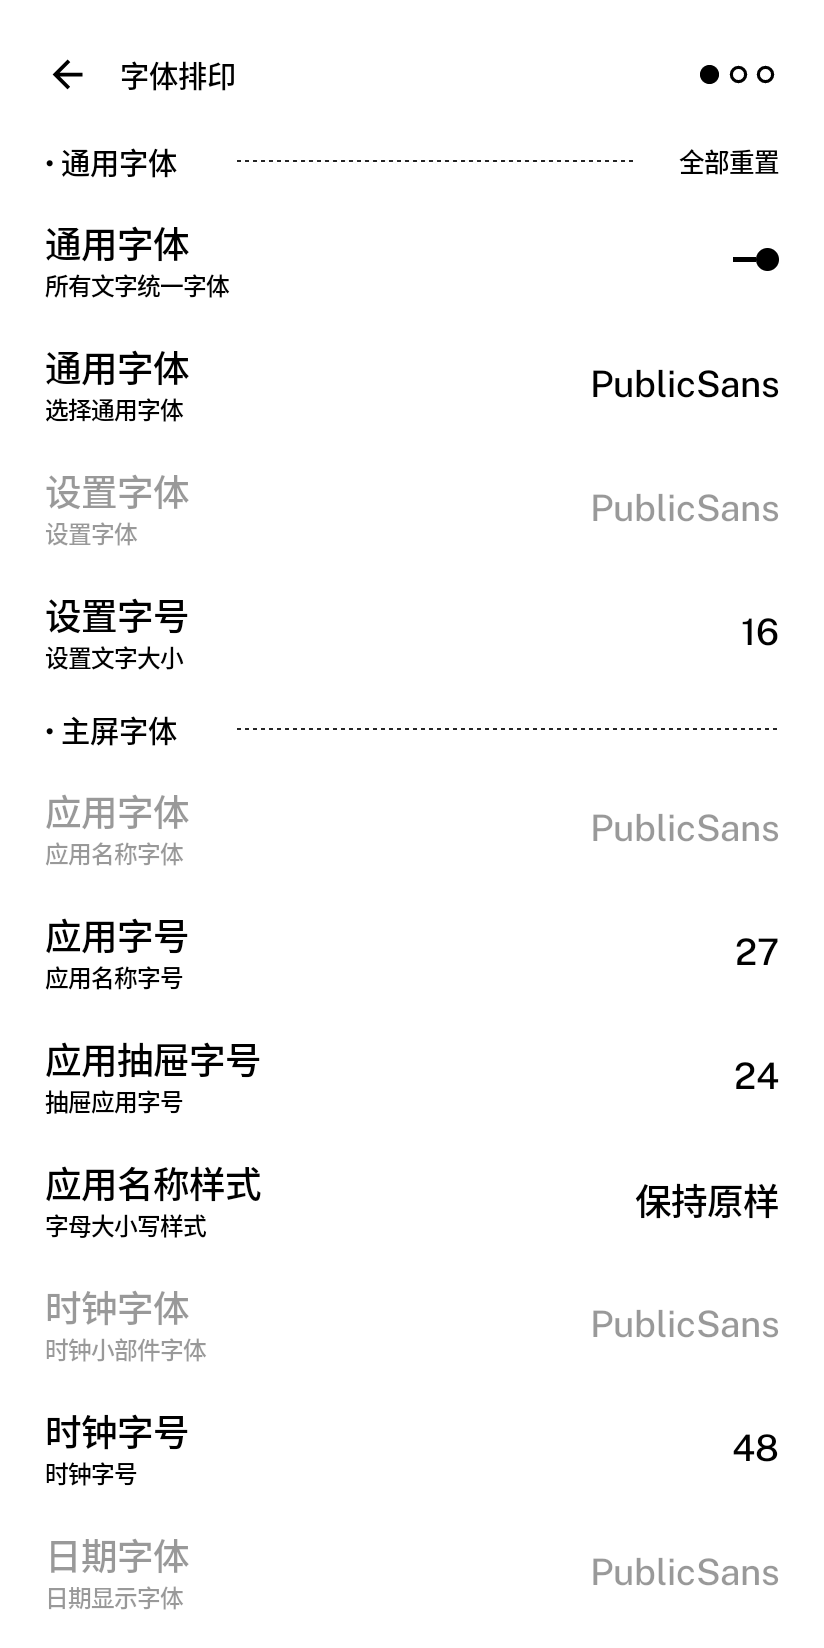 字体排印
• 通用字体
全部重置
通用字体
所有文字统一字体
通用字体
选择通用字体
PublicSans
设置字体
设置字体
PublicSans
设置字号
设置文字大小
16
• 主屏字体
应用字体
应用名称字体
PublicSans
应用字号
应用名称字号
27
应用抽屉字号
抽屉应用字号
24
应用名称样式
字母大小写样式
保持原样
时钟字体
时钟小部件字体
PublicSans
时钟字号
时钟字号
48
日期字体
日期显示字体
PublicSans